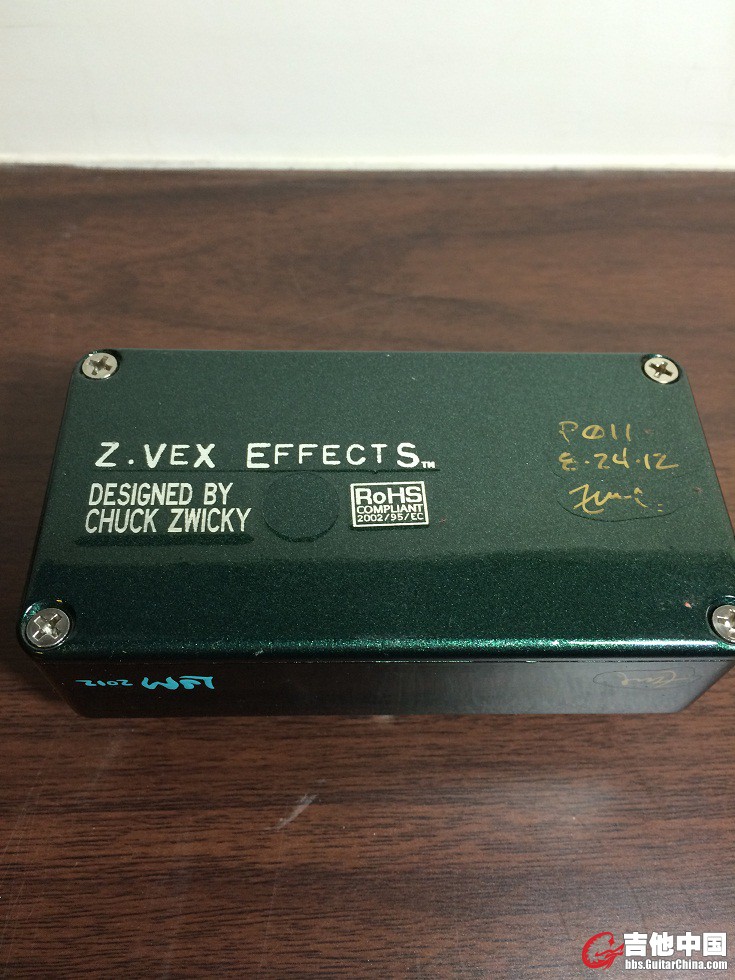 Z.VEX EFFECTS™
DESIGNED BY
CHUCK ZWICKY
RoHS
COMPLIANT
2002/95/EC
P011
8-24-12
2012
吉他中国
bbs.GuitarChina.com